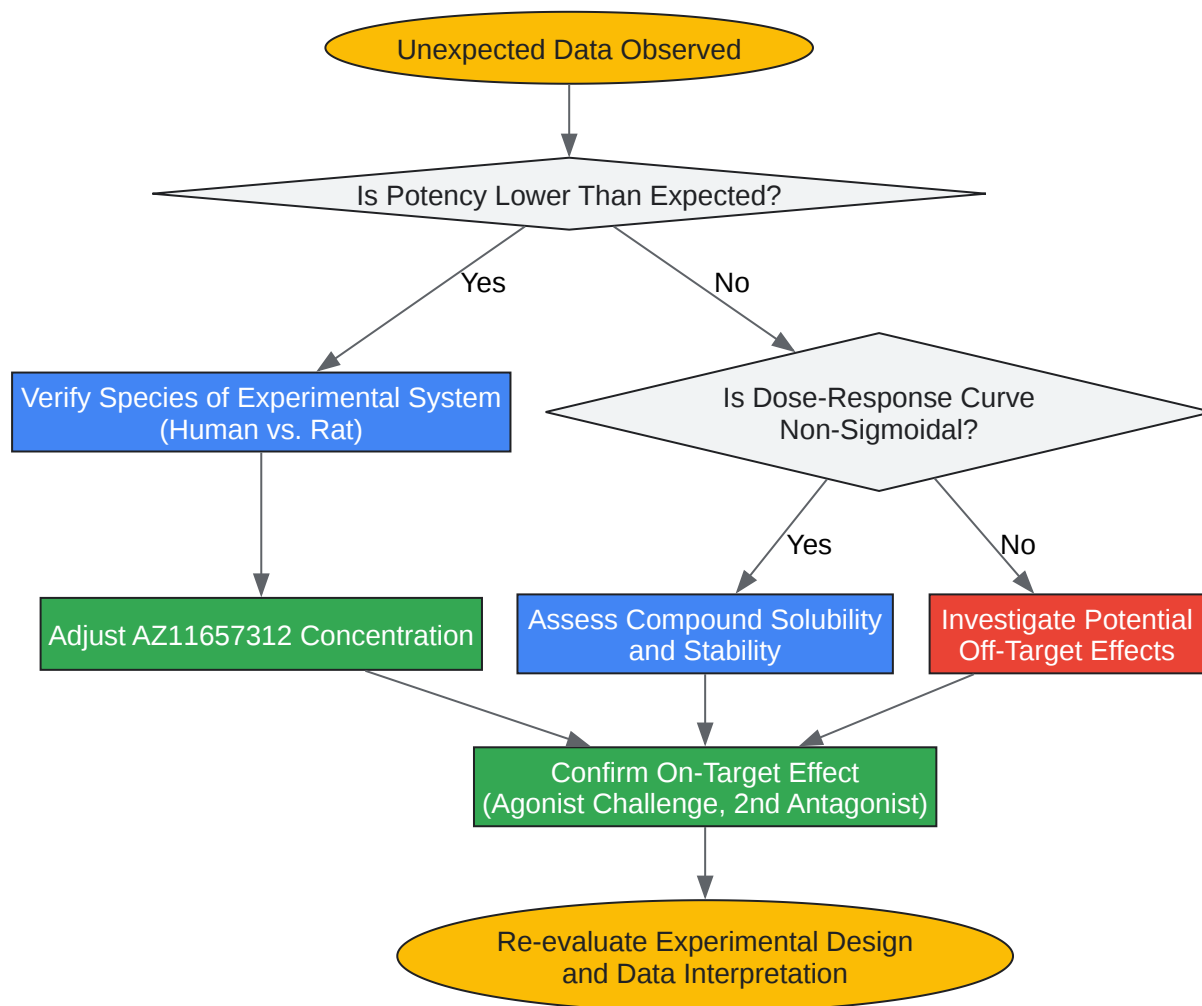 Unexpected Data Observed
Is Potency Lower Than Expected?
Yes
No
Verify Species of Experimental System
(Human vs. Rat)
Is Dose-Response Curve
Non-Sigmoidal?
Yes
No
Adjust AZ11657312 Concentration
Assess Compound Solubility
and Stability
Investigate Potential
Off-Target Effects
Confirm On-Target Effect
(Agonist Challenge, 2nd Antagonist)
Re-evaluate Experimental Design
and Data Interpretation